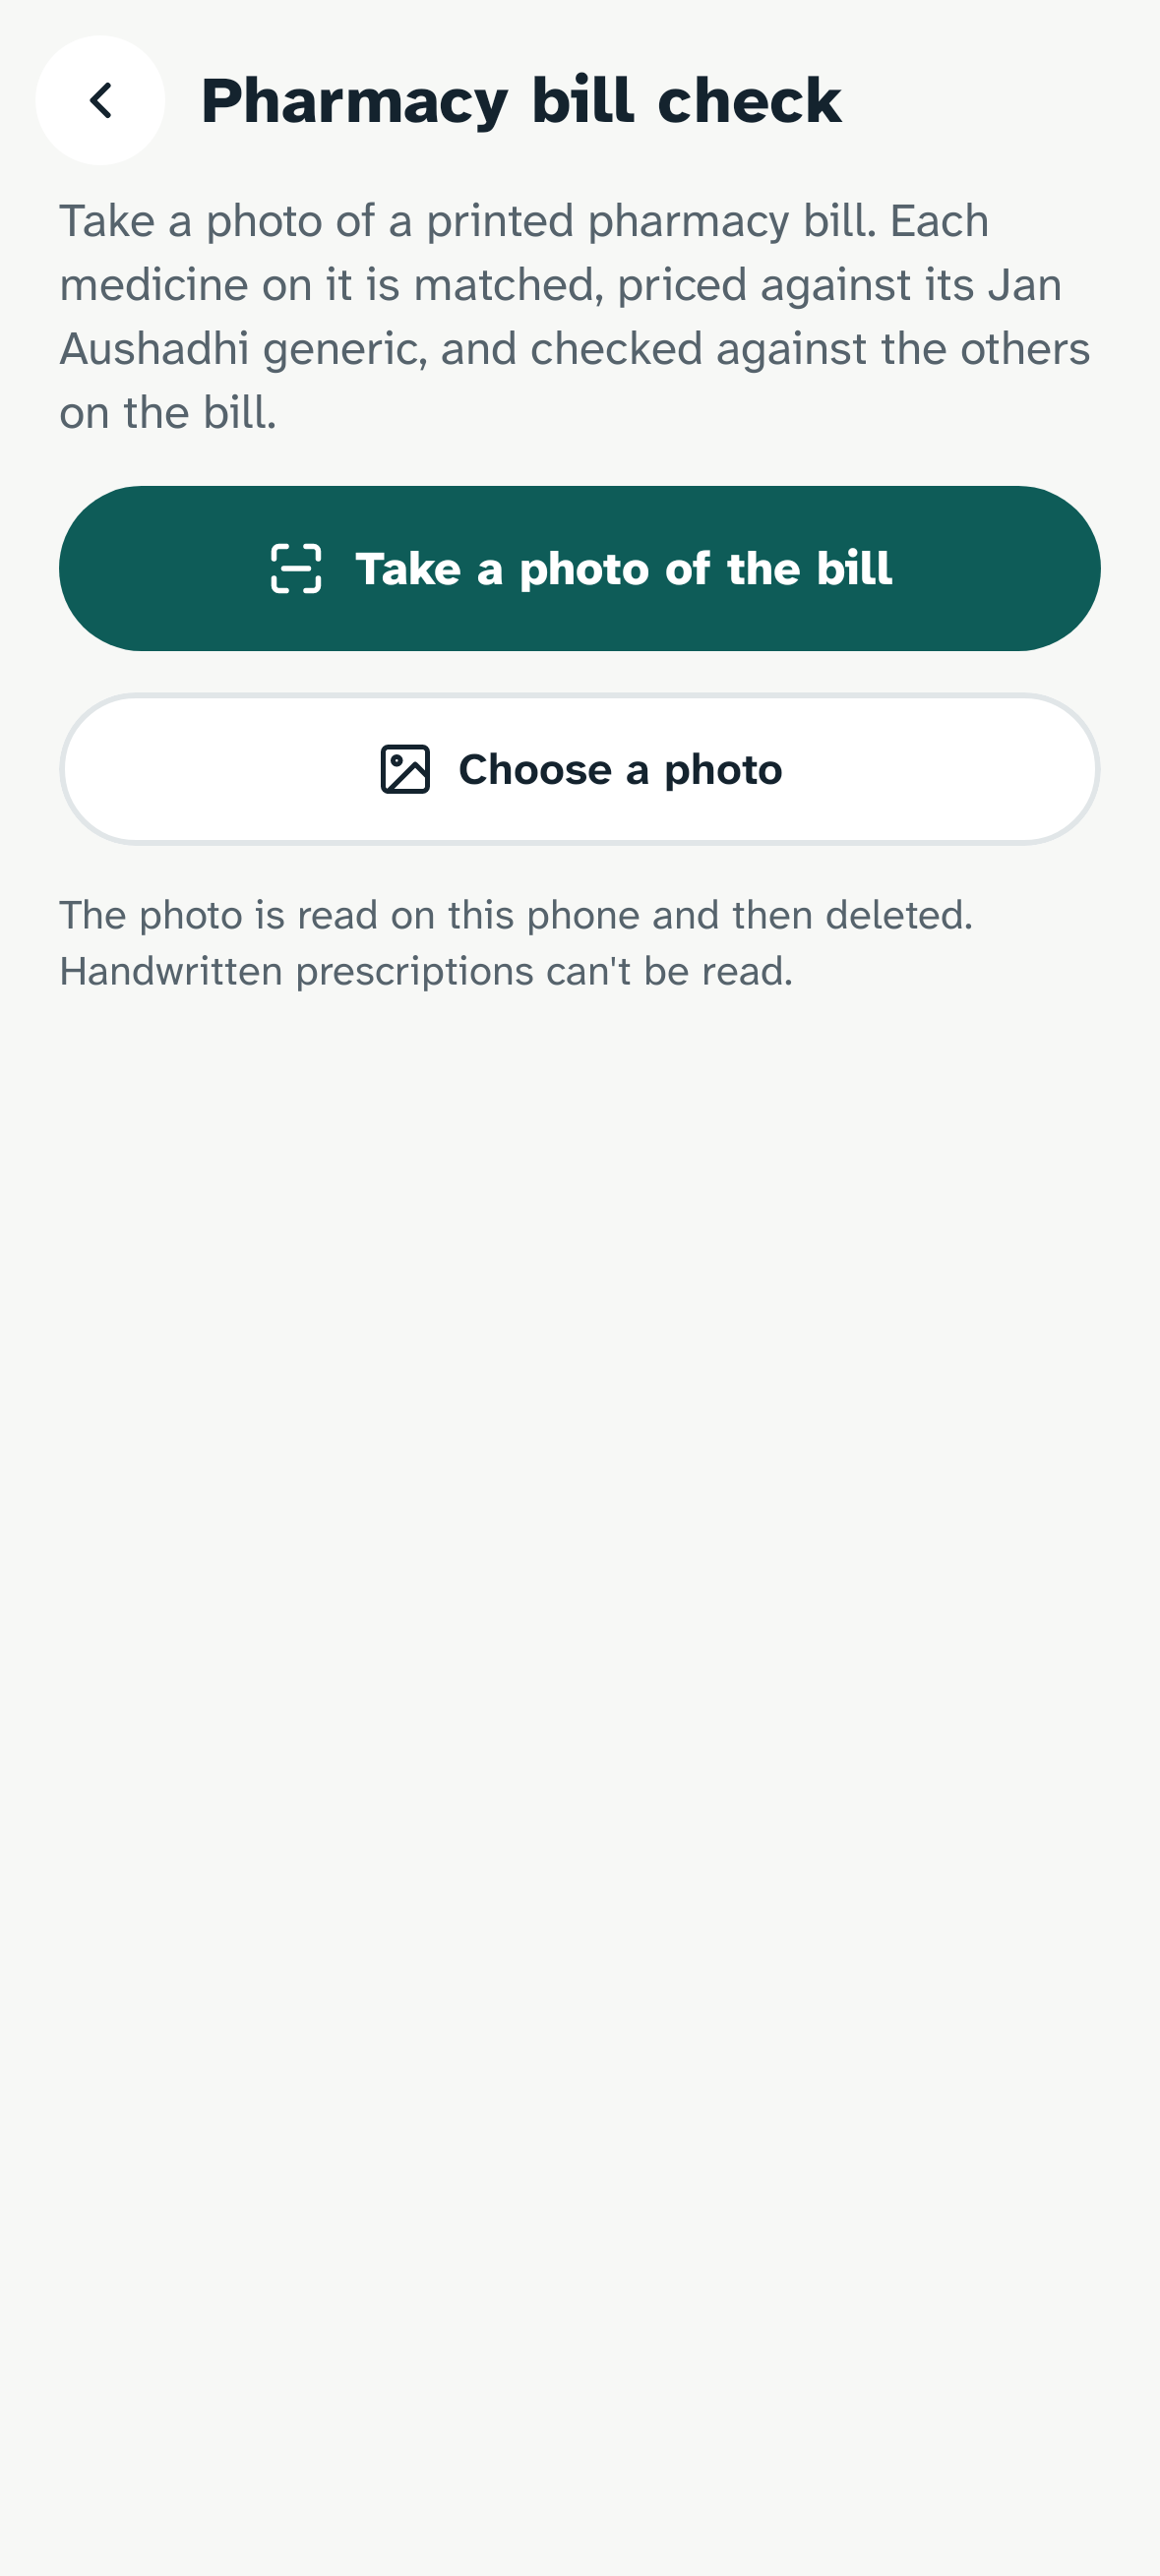 Pharmacy bill check
Take a photo of a printed pharmacy bill. Each
medicine on it is matched, priced against its Jan
Aushadhi generic, and checked against the others
on the bill.
Take a photo of the bill
Choose a photo
The photo is read on this phone and then deleted.
Handwritten prescriptions can't be read.